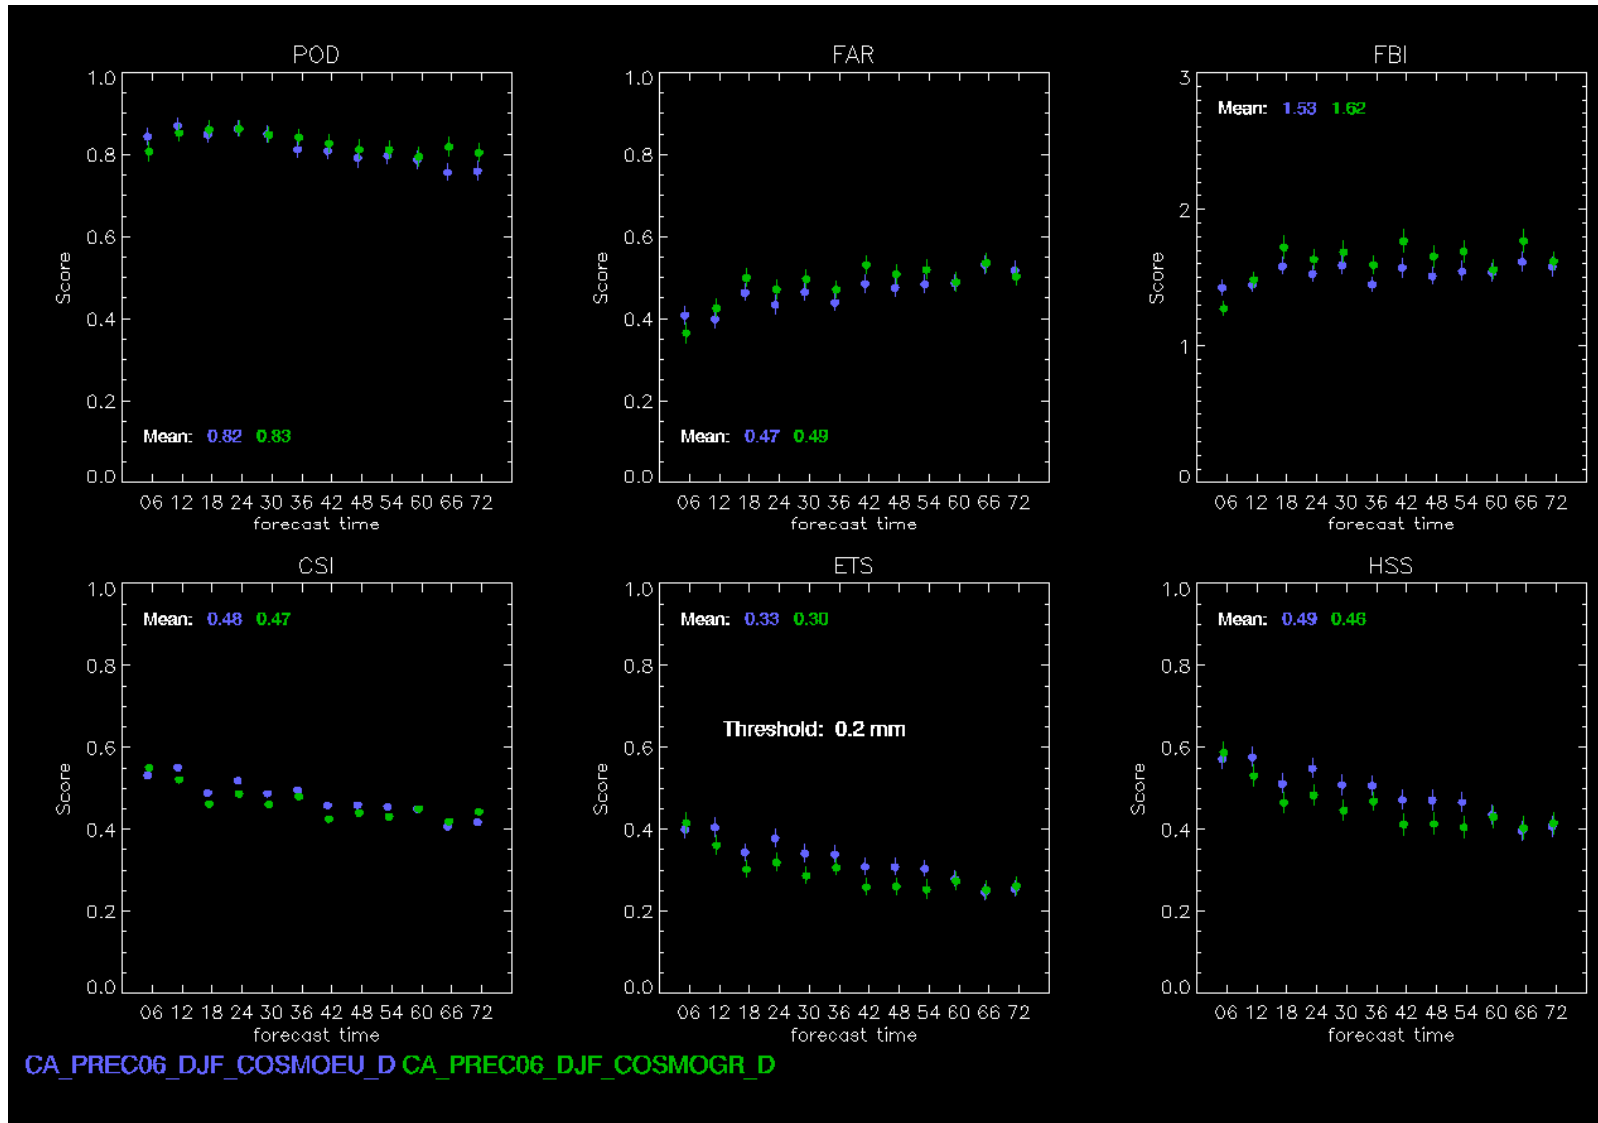 POD FAR FBI
1.0 1.0 3
Mean: 1.53 1.62
0.8 0.8
2
0.6 0.6
Score Score Score
0.4 0.4
1
0.2 0.2
Mean: 0.82 0.83 Mean: 0.47 0.49
0.0 0.0 0
06 12 18 24 30 36 42 48 54 60 66 72 06 12 18 24 30 36 42 48 54 60 66 72 06 12 18 24 30 36 42 48 54 60 66 72
forecast time forecast time forecast time
CSI ETS HSS
1.0 1.0 1.0
Mean: 0.48 0.47 Mean: 0.33 0.30 Mean: 0.49 0.46
0.8 0.8 0.8
Threshold: 0.2 mm
0.6 0.6 0.6
Score Score Score
0.4 0.4 0.4
0.2 0.2 0.2
0.0 0.0 0.0
06 12 18 24 30 36 42 48 54 60 66 72 06 12 18 24 30 36 42 48 54 60 66 72 06 12 18 24 30 36 42 48 54 60 66 72
forecast time forecast time forecast time
CA_PREC06_DJF_COSMOEU_D CA_PREC06_DJF_COSMOGR_D